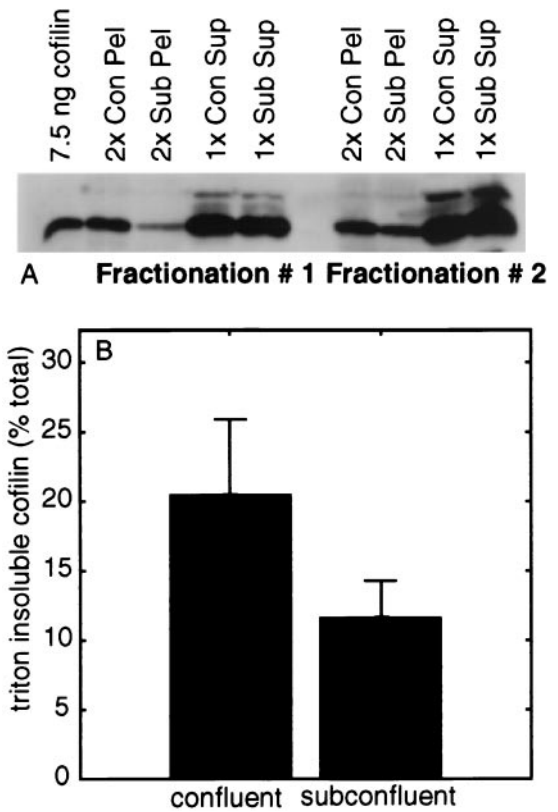 7.5 ng cofilin
2x Con Pel
2x Sub Pel
1x Con Sup
1x Sub Sup
2x Con Pel
2x Sub Pel
1x Con Sup
1x Sub Sup
A Fractionation # 1 Fractionation # 2
B
triton insoluble cofilin (% total)
30
25
20
15
10
5
0
confluent subconfluent